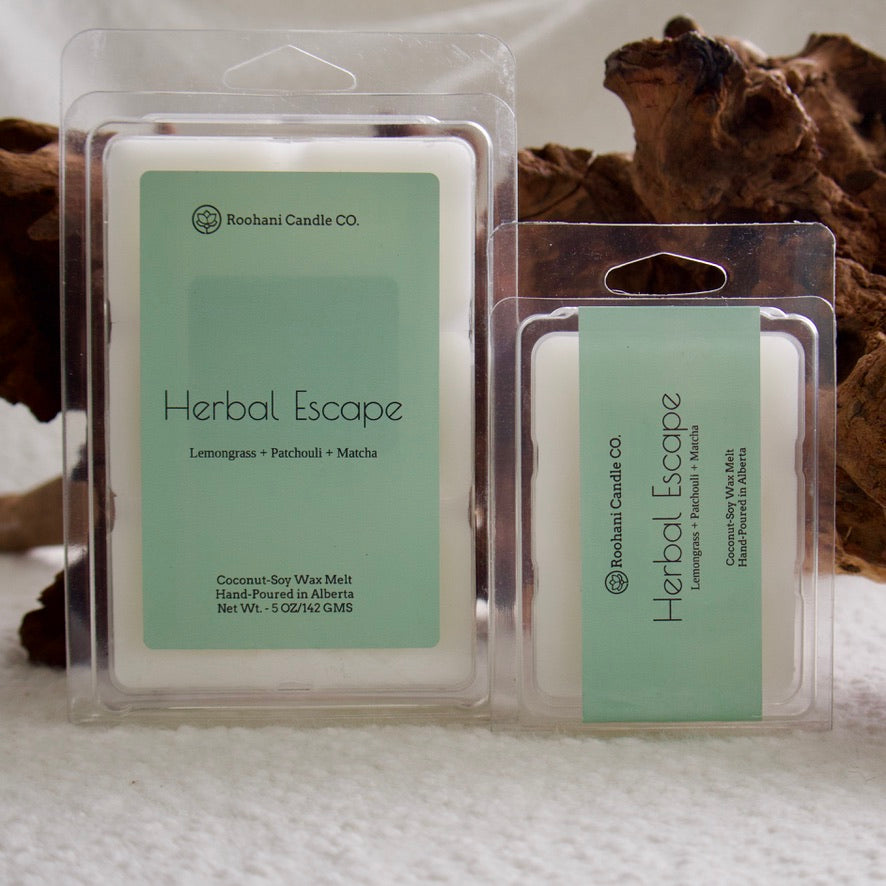 Roohani Candle CO.
Herbal Escape
Lemongrass + Patchouli + Matcha
Coconut-Soy Wax Melt
Hand-Poured in Alberta
Net Wt. - 5 OZ/142 GMS
Roohani Candle CO.
Herbal Escape
Lemongrass + Patchouli + Matcha
Coconut-Soy Wax Melt
Hand-Poured in Alberta